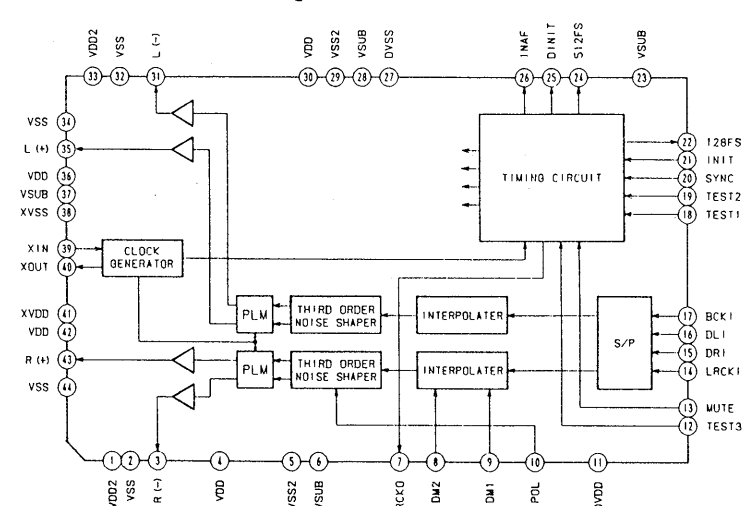 VDD2
VSS
L (-)
VDD
VSS2
VSUB
DVSS
INAF
DINIT
512FS
VSUB
33
32
31
30
29
28
27
26
25
24
23
VSS
34
L (+)
35
VDD
36
VSUB
37
XVSS
38
XIN
39
XOUT
40
XVDD
41
VDD
42
R (+)
43
VSS
44
CLOCK
GENERATOR
PLM
THIRD ORDER
NOISE SHAPER
INTERPOLATER
PLM
THIRD ORDER
NOISE SHAPER
INTERPOLATER
S/P
TIMING CIRCUIT
22
128FS
21
INIT
20
SYNC
19
TEST2
18
TEST1
17
BCKI
16
DLI
15
DRI
14
LRCKI
13
MUTE
12
TEST3
1
2
3
4
5
6
7
8
9
10
11
VDD2
VSS
R (-)
VDD
VSS2
VSUB
RCKO
DM2
DM1
POL
DVDD